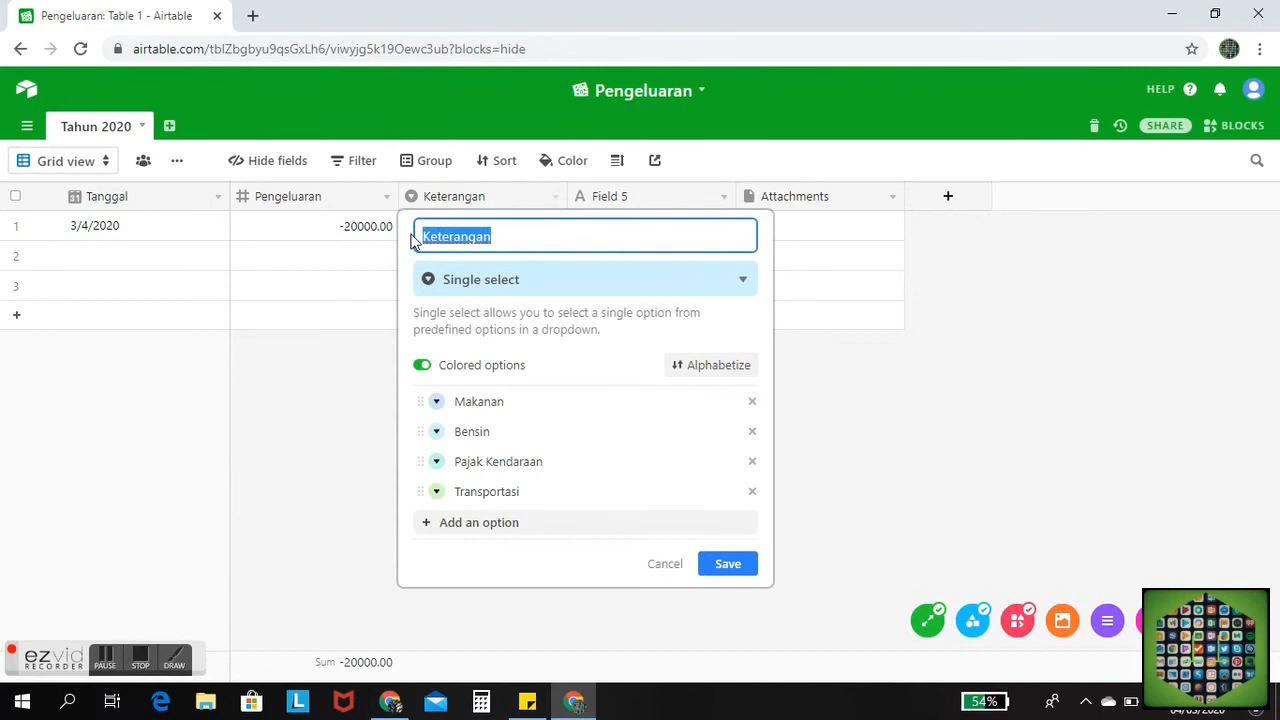 Pengeluaran: Table 1 - Airtable
airtable.com/tblZbgbyu9qsGxLh6/viwyjg5k19Oewc3ub?blocks=hide
Pengeluaran
HELP
Tahun 2020
SHARE
BLOCKS
Grid view
Hide fields
Filter
Group
Sort
Color
Tanggal
Pengeluaran
Keterangan
Field 5
Attachments
1
3/4/2020
-20000.00
2
3
Keterangan
Single select
Single select allows you to select a single option from
predefined options in a dropdown.
Colored options
Alphabetize
Makanan
Bensin
Pajak Kendaraan
Transportasi
Add an option
Cancel
Save
ezvid
RECORDER
PAUSE
STOP
DRAW
Sum -20000.00
54%